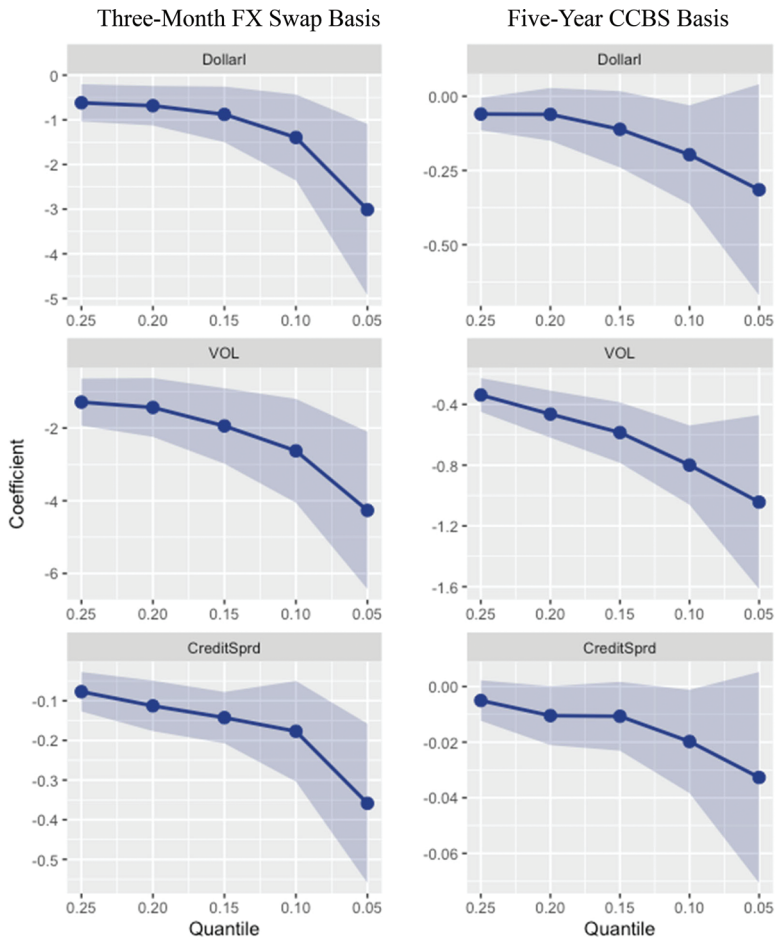 Three-Month FX Swap Basis
Five-Year CCBS Basis
DollarI
0
-1
-2
-3
-4
-5
0.25 0.20 0.15 0.10 0.05
DollarI
0.00
-0.25
-0.50
0.25 0.20 0.15 0.10 0.05
Coefficient
VOL
-2
-4
-6
0.25 0.20 0.15 0.10 0.05
VOL
-0.4
-0.8
-1.2
-1.6
0.25 0.20 0.15 0.10 0.05
CreditSprd
-0.1
-0.2
-0.3
-0.4
-0.5
0.25 0.20 0.15 0.10 0.05
Quantile
CreditSprd
0.00
-0.02
-0.04
-0.06
0.25 0.20 0.15 0.10 0.05
Quantile